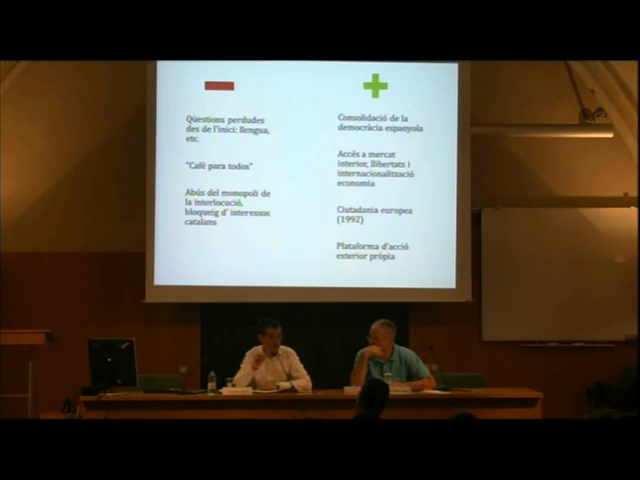 Qüestions perdudes
des de l'inici: llengua,
etc.
"Café para todos"
Abús del monopoli de
la interlocució,
bloqueig d' interessos
catalans
Consolidació de la
democràcia espanyola
Accés a mercat
interior, llibertats i
internacionalització
economia
Ciutadania europea
(1992)
Plataforma d'acció
exterior pròpia